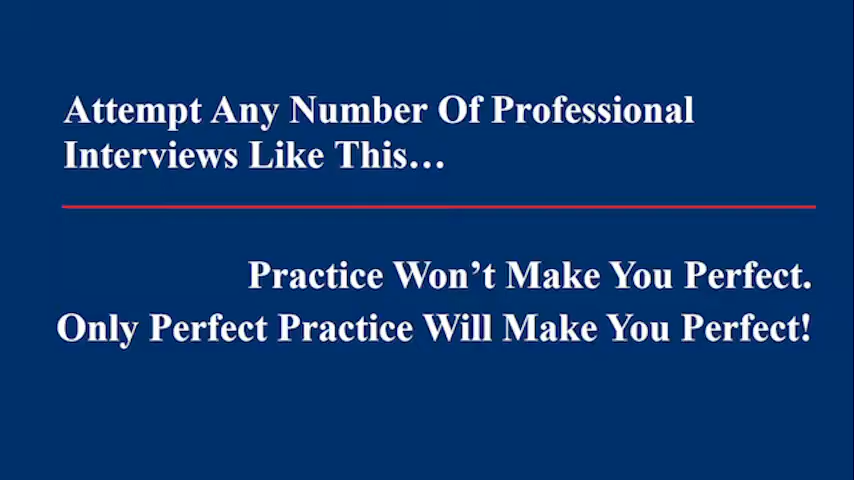 Attempt Any Number Of Professional
Interviews Like This…
Practice Won’t Make You Perfect.
Only Perfect Practice Will Make You Perfect!